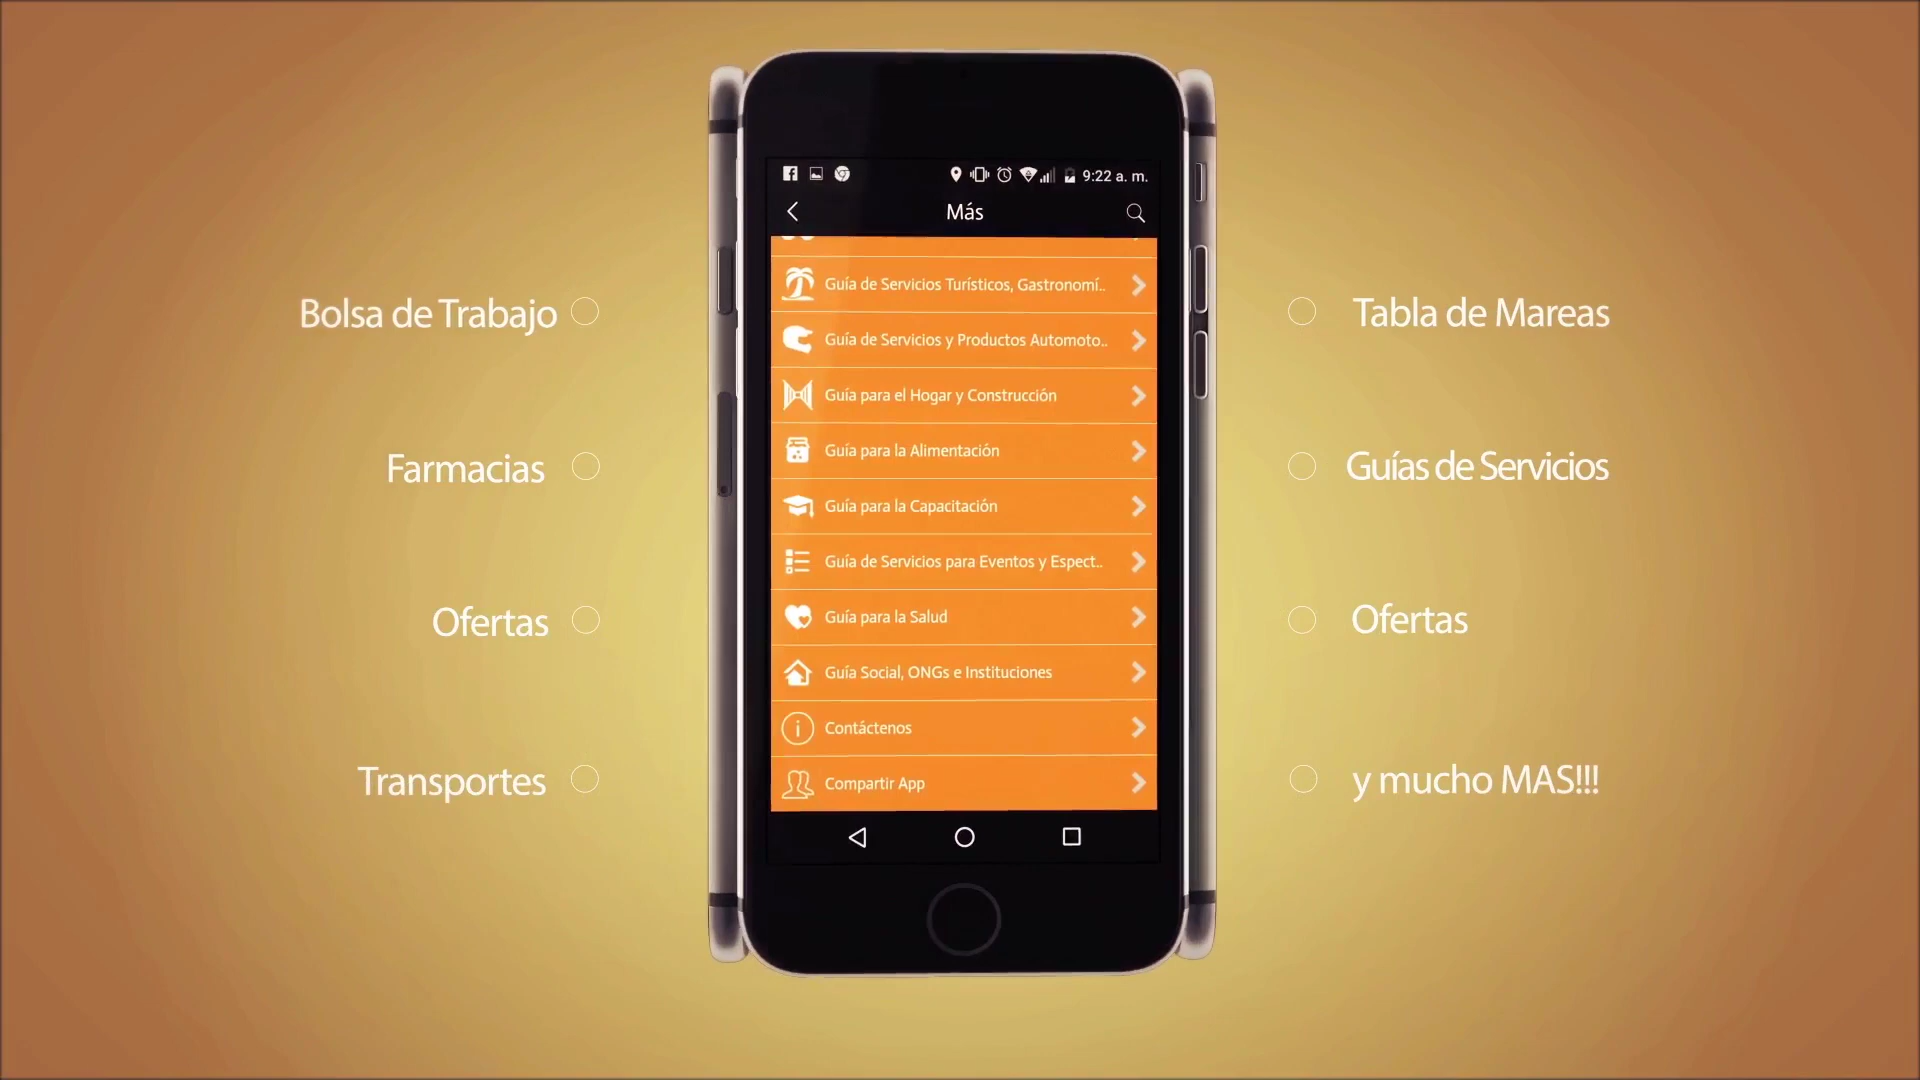 9:22 a. m.
Más
Guía de Servicios Turísticos, Gastronomí..
Guía de Servicios y Productos Automoto..
Guía para el Hogar y Construcción
Guía para la Alimentación
Guía para la Capacitación
Guía de Servicios para Eventos y Espect..
Guía para la Salud
Guía Social, ONGs e Instituciones
Contáctenos
Compartir App
Bolsa de Trabajo
Farmacias
Ofertas
Transportes
Tabla de Mareas
Guías de Servicios
Ofertas
y mucho MAS!!!